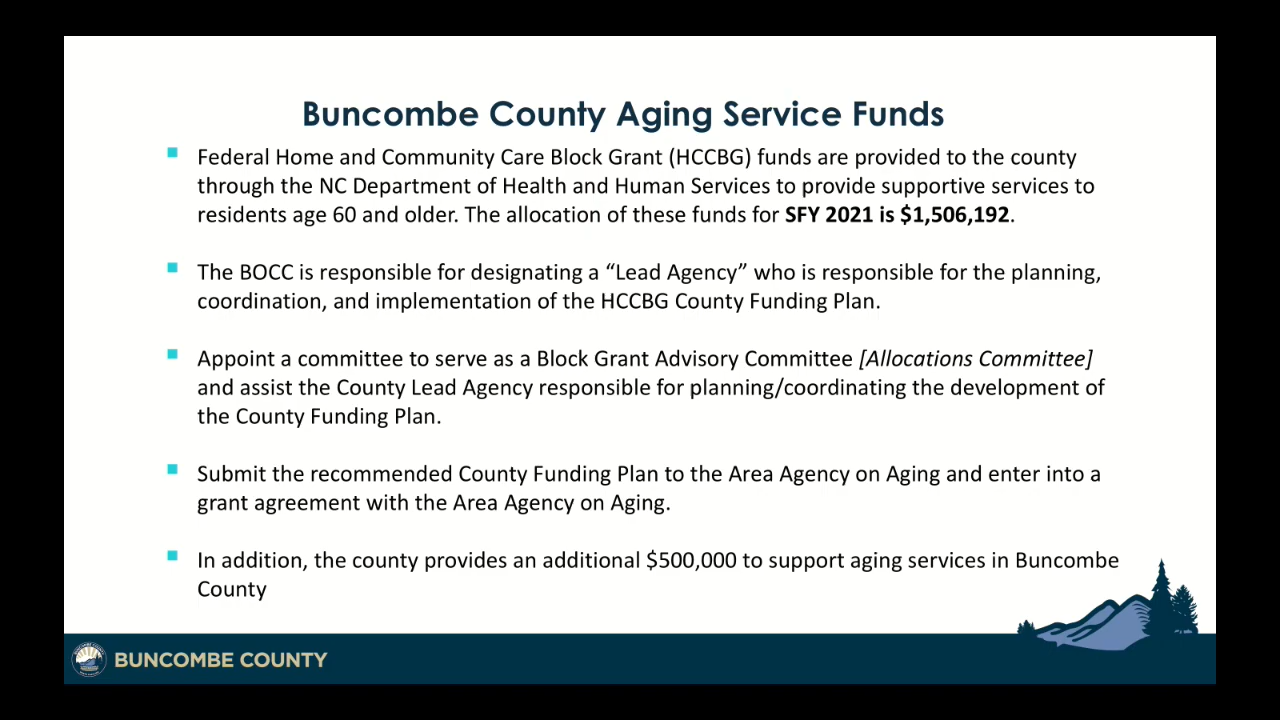 Buncombe County Aging Service Funds
Federal Home and Community Care Block Grant (HCCBG) funds are provided to the county
through the NC Department of Health and Human Services to provide supportive services to
residents age 60 and older. The allocation of these funds for SFY 2021 is $1,506,192.
The BOCC is responsible for designating a “Lead Agency” who is responsible for the planning,
coordination, and implementation of the HCCBG County Funding Plan.
Appoint a committee to serve as a Block Grant Advisory Committee [Allocations Committee]
and assist the County Lead Agency responsible for planning/coordinating the development of
the County Funding Plan.
Submit the recommended County Funding Plan to the Area Agency on Aging and enter into a
grant agreement with the Area Agency on Aging.
In addition, the county provides an additional $500,000 to support aging services in Buncombe
County
BUNCOMBE COUNTY